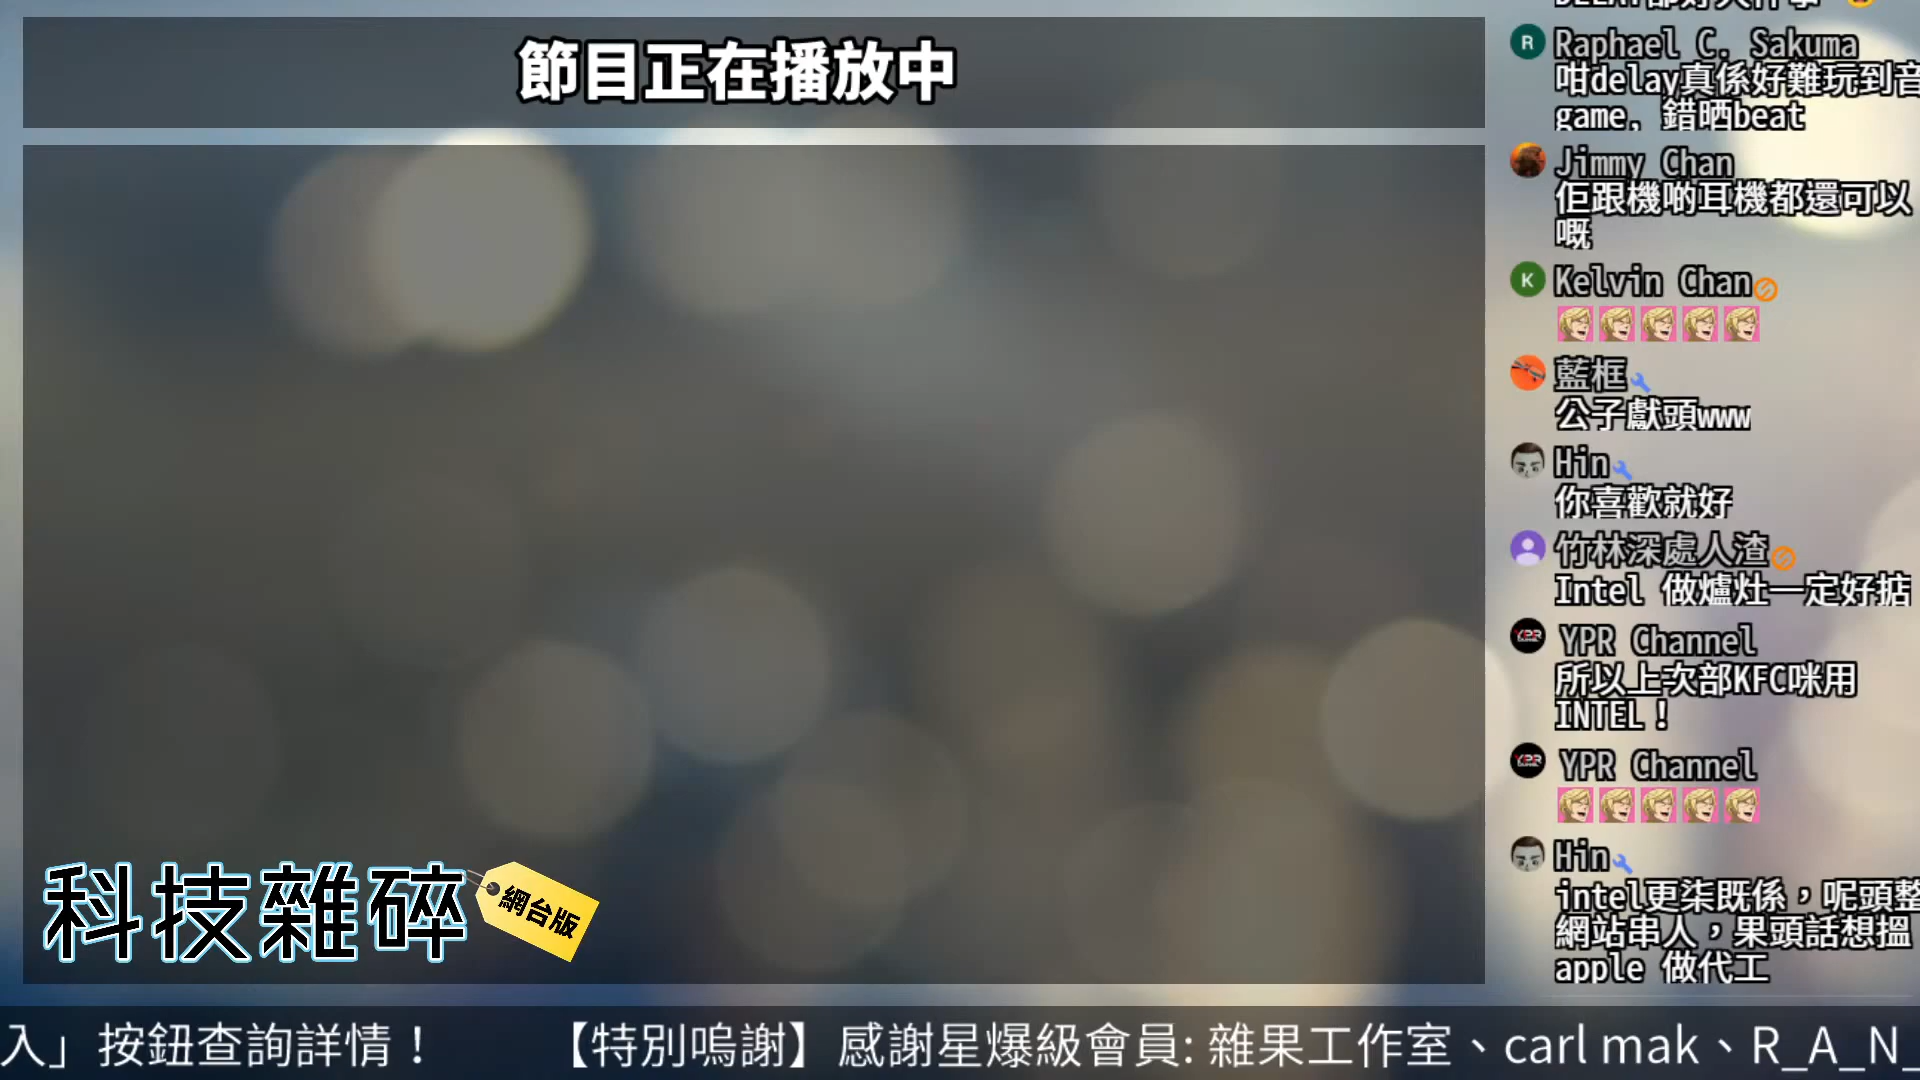 節目正在播放中
Raphael C. Sakuma
咁delay真係好難玩到音
game, 錯晒beat
Jimmy Chan
佢跟機啲耳機都還可以
嘅
Kelvin Chan
藍框
公子獻頭www
Hin
你喜歡就好
竹林深處人渣
Intel 做爐灶一定好掂
YPR Channel
所以上次部KFC咪用
INTEL！
YPR Channel
Hin
intel更柒既係，呢頭整
網站串人，果頭話想搵
apple 做代工
科技雜碎
網台版
入」按鈕查詢詳情！ 【特別嗚謝】感謝星爆級會員: 雜果工作室、carl mak、R_A_N_